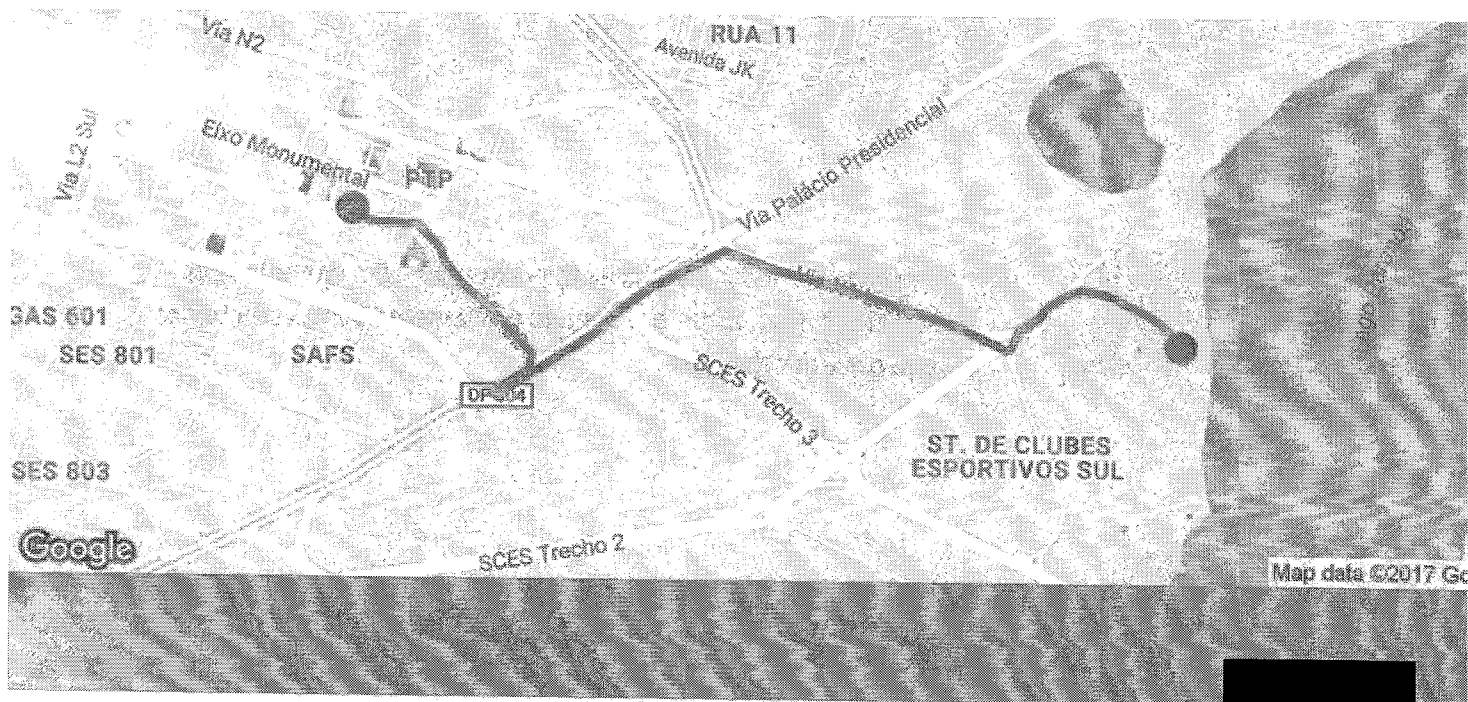 Via N2
RUA 11
Avenida JK
Via L2 Sul
Eixo Monumental
PTP
Via Palácio Presidencial
GAS 601
SES 801
SAFS
SCES Trecho 3
ST. DE CLUBES
ESPORTIVOS SUL
SES 803
Google
SCES Trecho 2
Map data ©2017 Go